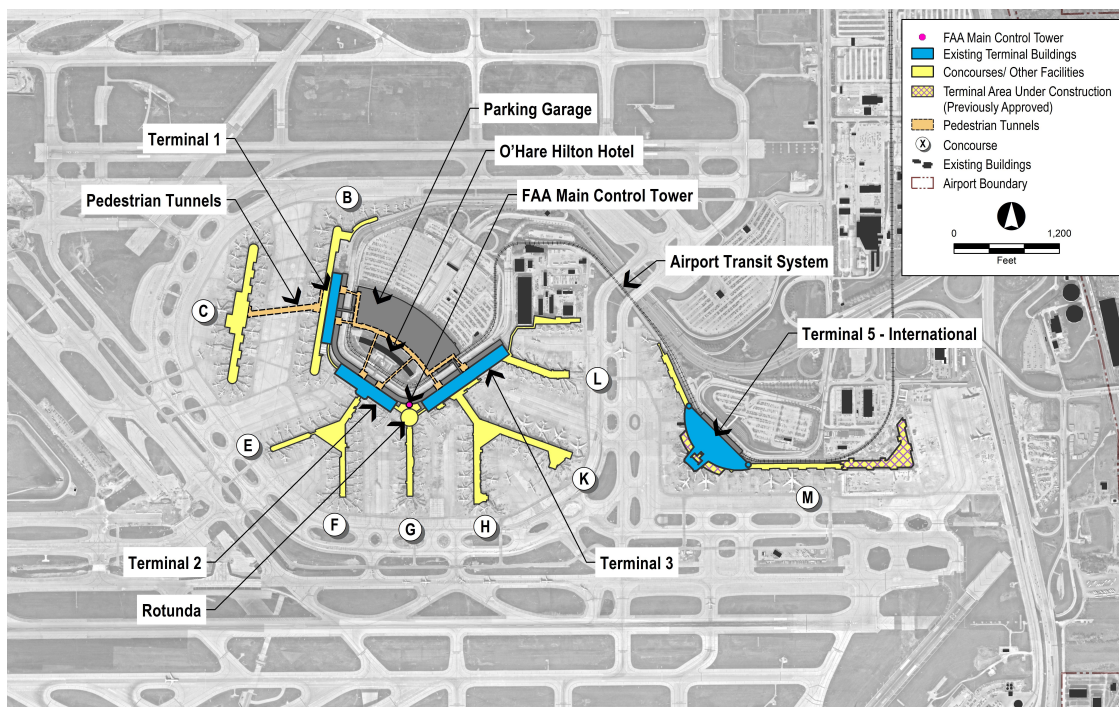 FAA Main Control Tower
Existing Terminal Buildings
Concourses/ Other Facilities
Terminal Area Under Construction
(Previously Approved)
Pedestrian Tunnels
X
Concourse
Existing Buildings
Airport Boundary
0
1,200
Feet
Parking Garage
Terminal 1
O'Hare Hilton Hotel
Pedestrian Tunnels
FAA Main Control Tower
B
Airport Transit System
C
Terminal 5 - International
L
E
K
M
F
G
H
Terminal 2
Terminal 3
Rotunda